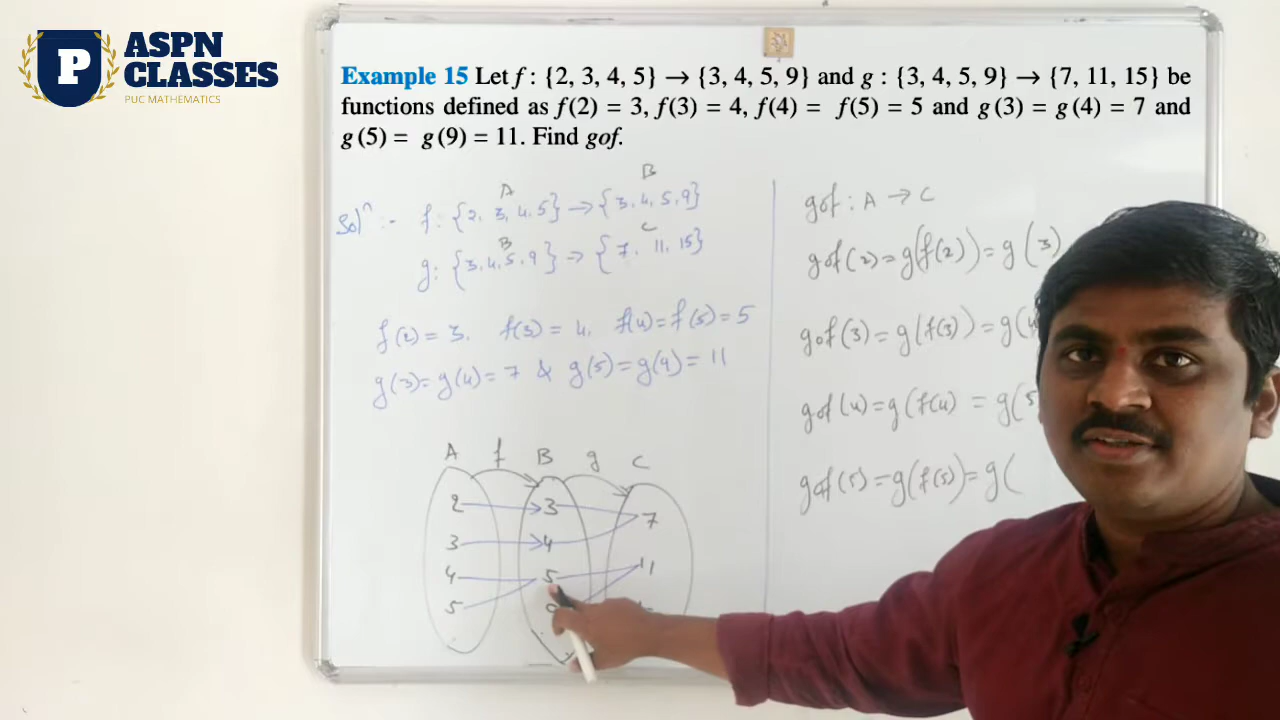 P
ASPN
CLASSES
PUC MATHEMATICS
Example 15 Let f : {2, 3, 4, 5} → {3, 4, 5, 9} and g : {3, 4, 5, 9} → {7, 11, 15} be
functions defined as f(2) = 3, f(3) = 4, f(4) = f(5) = 5 and g(3) = g(4) = 7 and
g(5) = g(9) = 11. Find gof.
A B
Solⁿ :- f: {2, 3, 4, 5} → {3, 4, 5, 9}
B C
g: {3, 4, 5, 9} → {7, 11, 15}
f(2) = 3, f(3) = 4, f(4) = f(5) = 5
g(3) = g(4) = 7 & g(5) = g(9) = 11
A f B g C
2 3 7
3 4
4 5 11
5
gof : A → C
gof(2) = g(f(2)) = g(3)
gof(3) = g(f(3)) = g(4
gof(4) = g(f(4) = g(5
gof(5) = g(f(5)) = g(